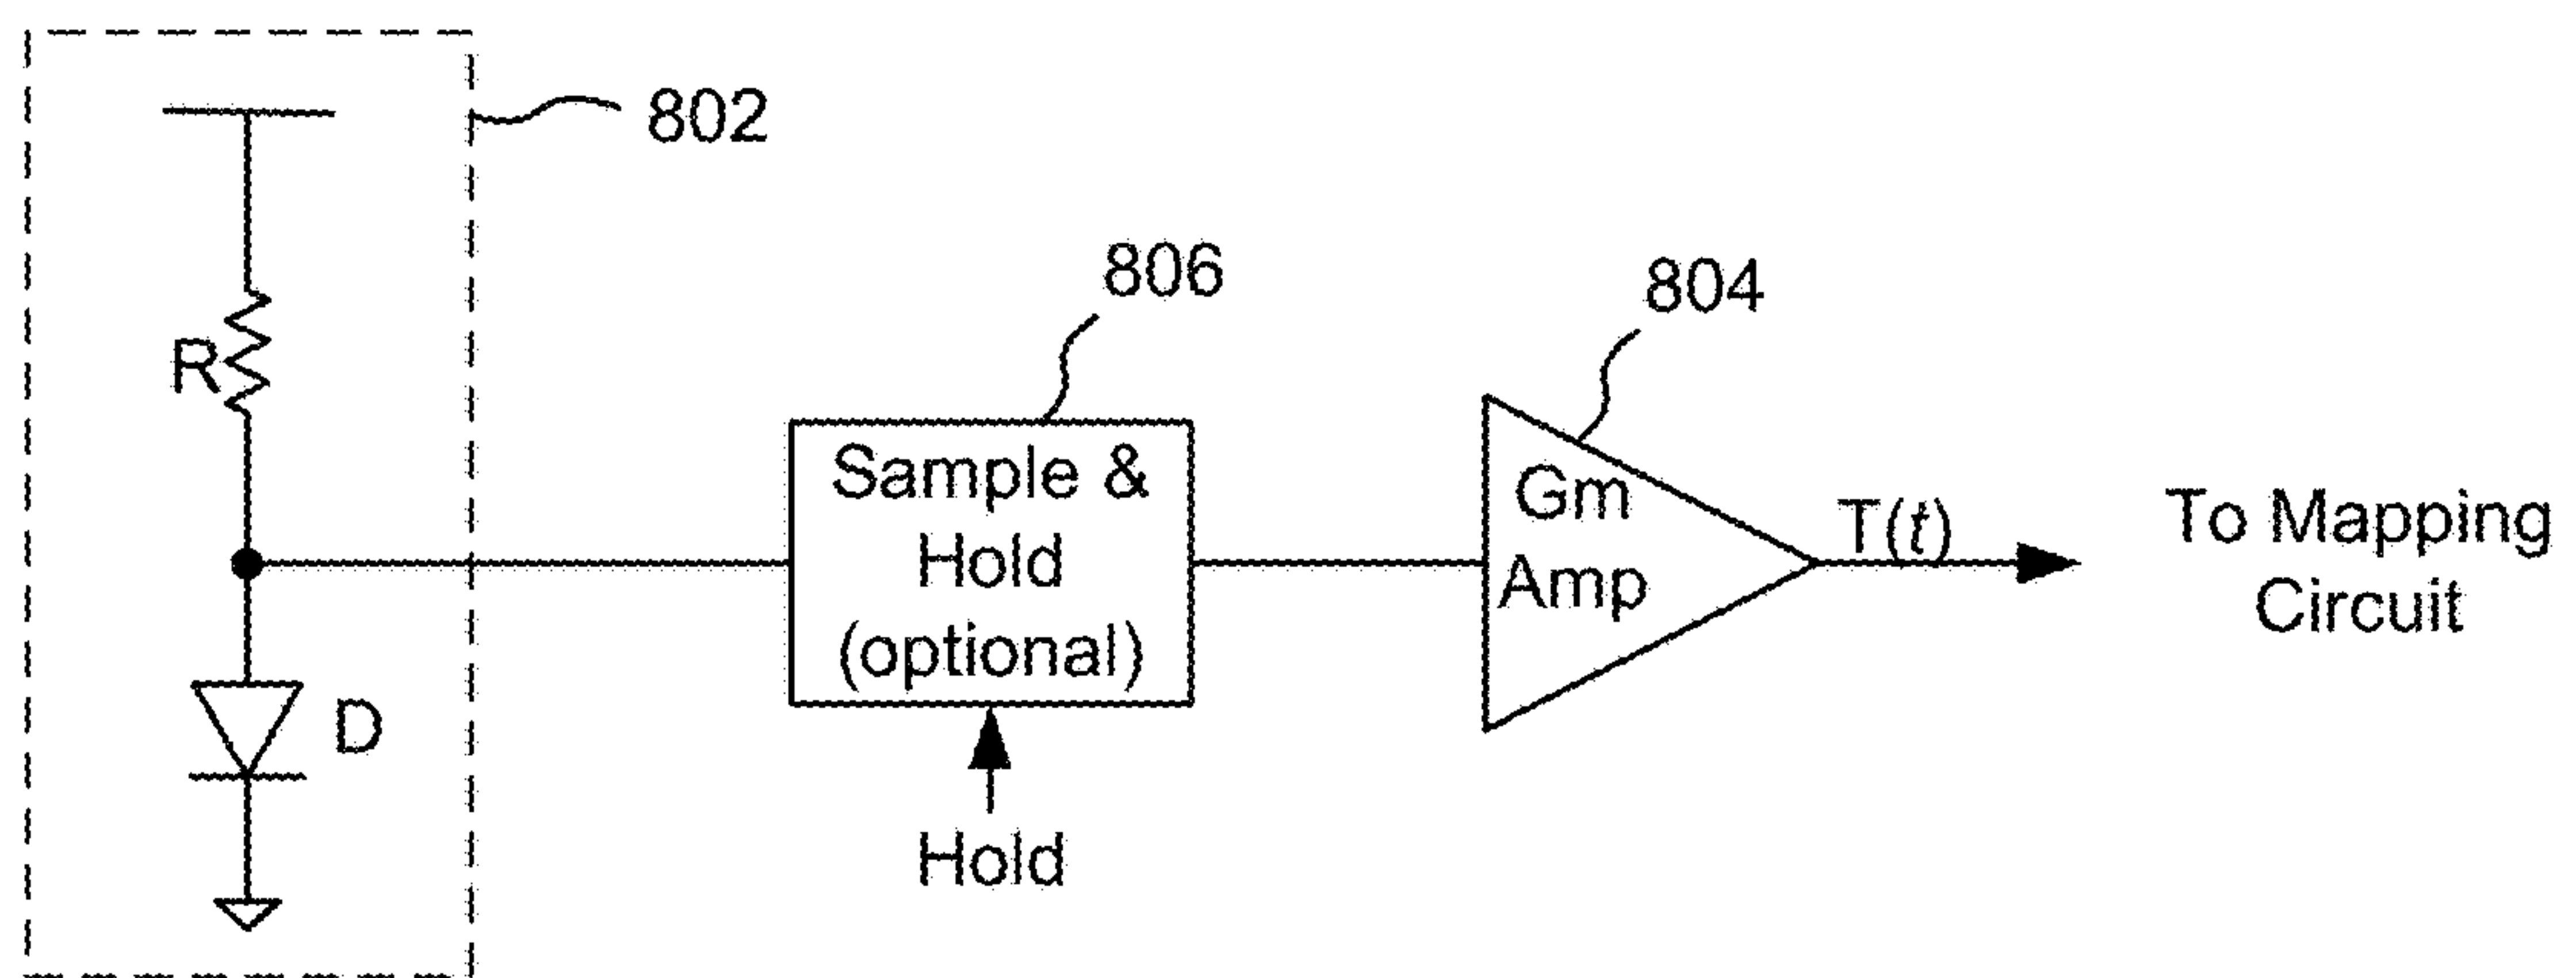 802
R
D
806
Sample &
Hold
(optional)
Hold
804
Gm
Amp
T(t)
To Mapping
Circuit